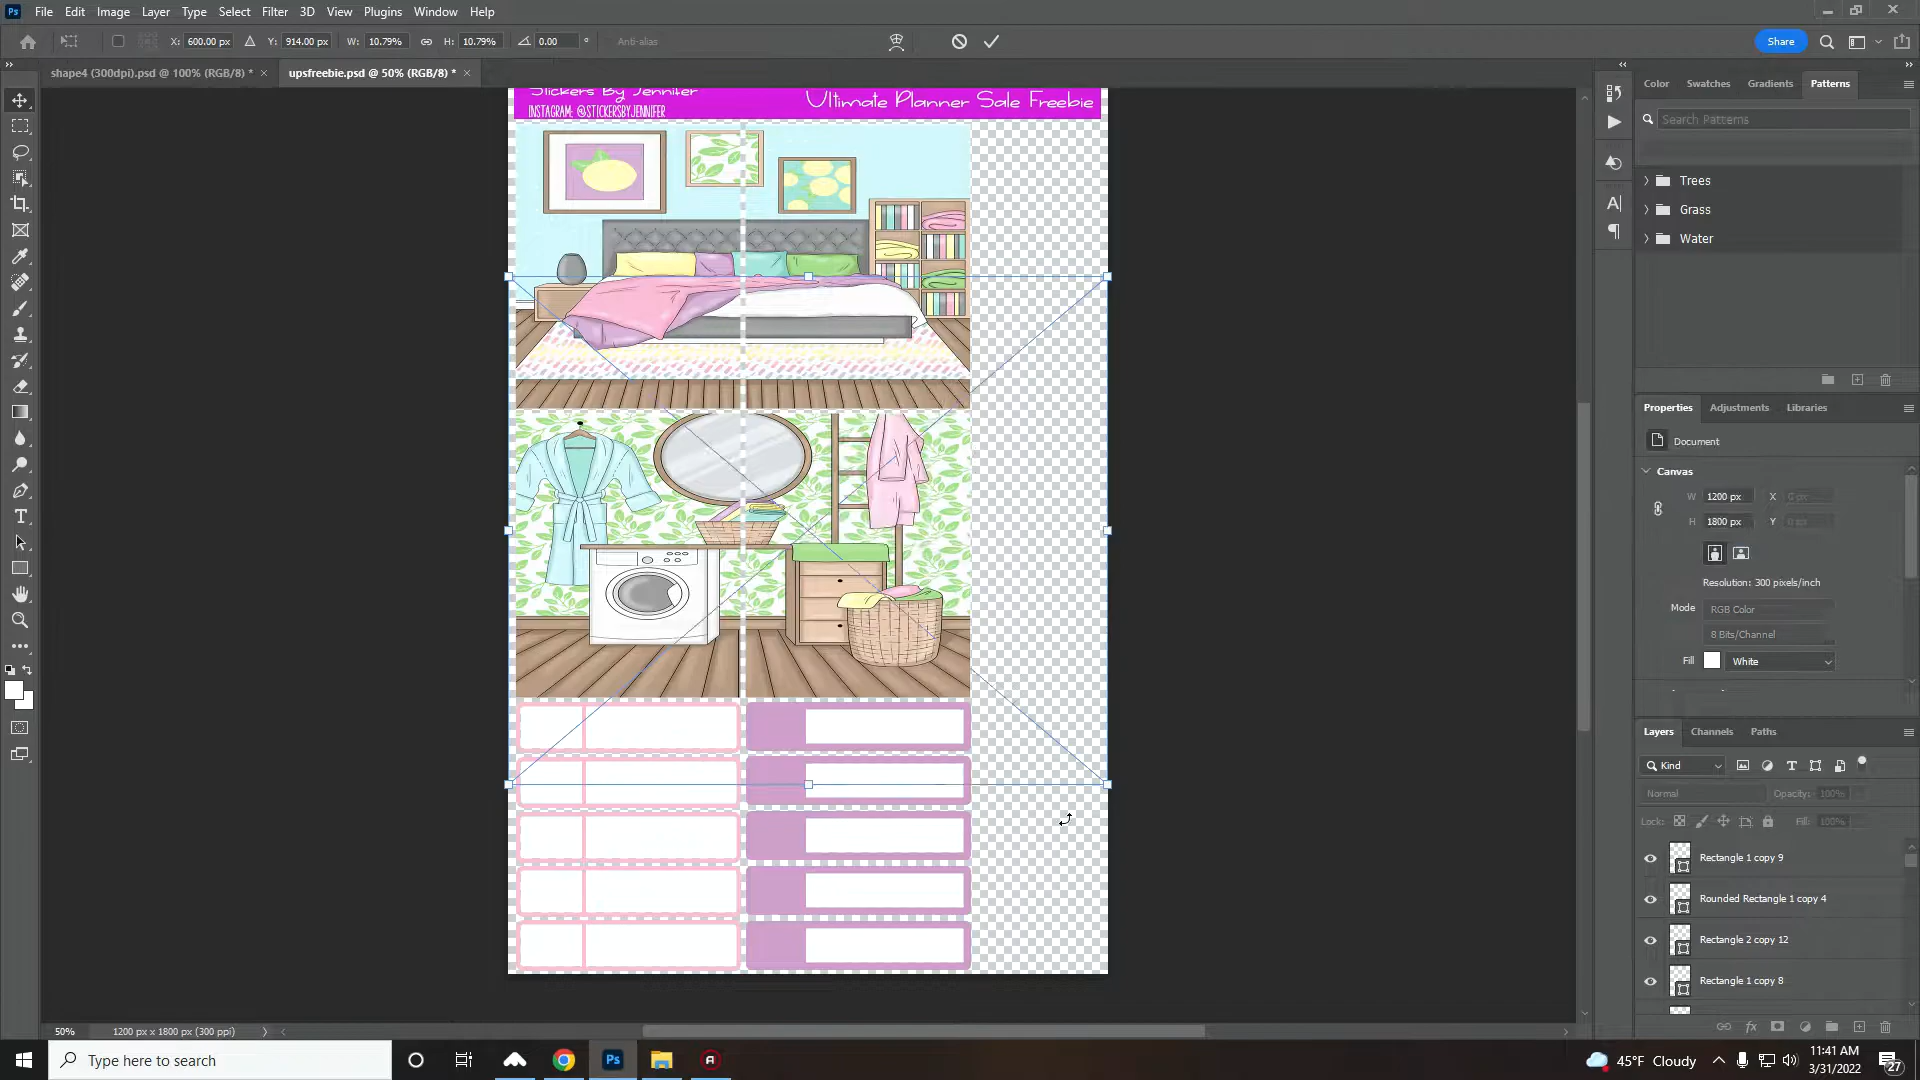 Ps File Edit Image Layer Type Select Filter 3D View Plugins Window Help
X: 600.00 px Y: 914.00 px W: 10.79% H: 10.79% 0.00 ° Anti-alias Share
shape4 (300dpi).psd @ 100% (RGB/8) * × upsfreebie.psd @ 50% (RGB/8) * ×
Stickers By Jennifer
Ultimate Planner Sale Freebie
INSTAGRAM: @STICKERSBYJENNIFER
Color Swatches Gradients Patterns
Search Patterns
Trees
Grass
Water
Properties Adjustments Libraries
Document
Canvas
W 1200 px X 0 px
H 1800 px Y 0 px
Resolution: 300 pixels/inch
Mode RGB Color
8 Bits/Channel
Fill White
Layers Channels Paths
Kind
Normal Opacity: 100%
Lock: Fill: 100%
Rectangle 1 copy 9
Rounded Rectangle 1 copy 4
Rectangle 2 copy 12
Rectangle 1 copy 8
50% 1200 px x 1800 px (300 ppi)
Type here to search
Ps
45°F Cloudy
11:41 AM
3/31/2022
27